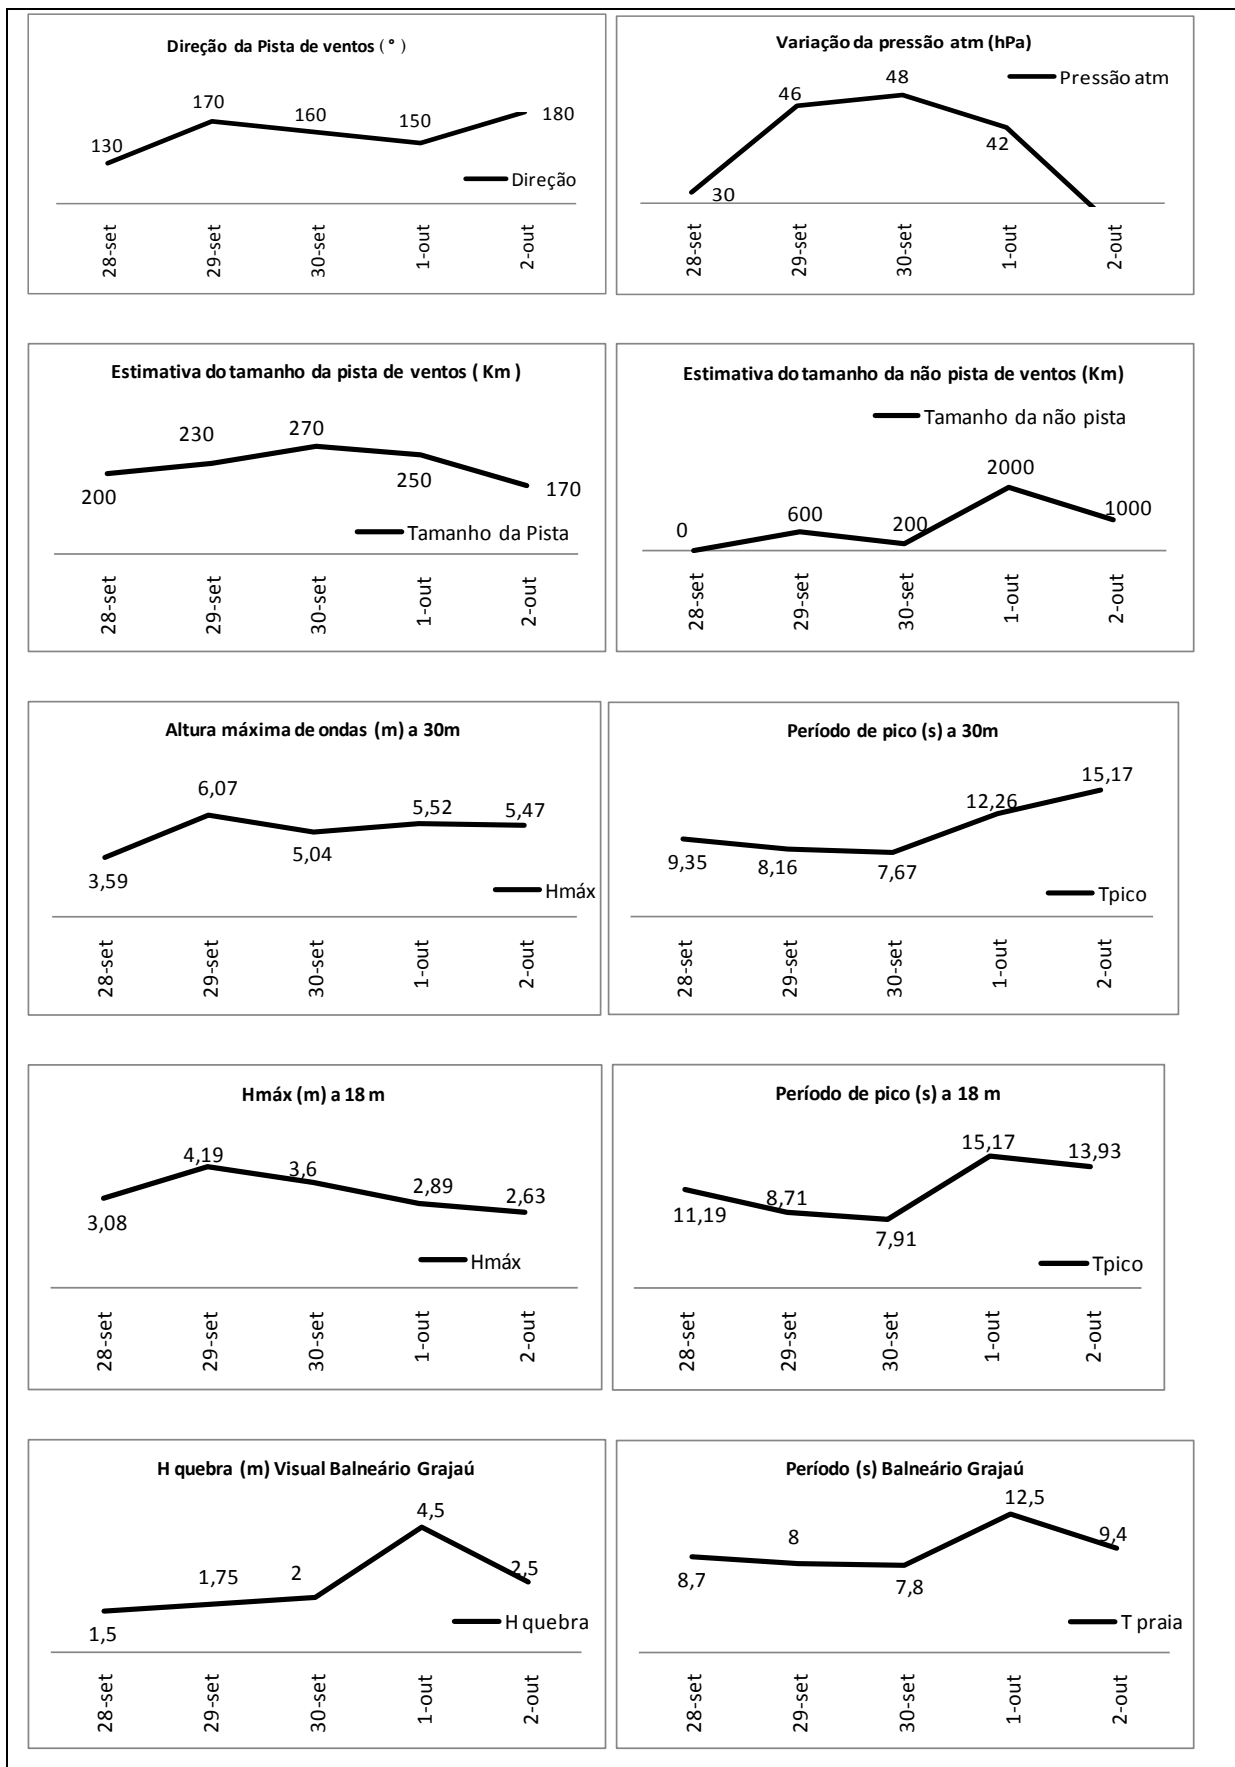 Direção da Pista de ventos ( ° )
170
160
150
180
130
Direção
28-set
29-set
30-set
1-out
2-out
Variação da pressão atm (hPa)
Pressão atm
48
46
42
30
28-set
29-set
30-set
1-out
2-out
Estimativa do tamanho da pista de ventos ( Km )
270
230
200
250
170
Tamanho da Pista
28-set
29-set
30-set
1-out
2-out
Estimativa do tamanho da não pista de ventos (Km)
Tamanho da não pista
2000
1000
600
200
0
28-set
29-set
30-set
1-out
2-out
Altura máxima de ondas (m) a 30m
6,07
5,52
5,47
5,04
3,59
Hmáx
28-set
29-set
30-set
1-out
2-out
Período de pico (s) a 30m
15,17
12,26
9,35
8,16
7,67
Tpico
28-set
29-set
30-set
1-out
2-out
Hmáx (m) a 18 m
4,19
3,6
2,89
2,63
3,08
Hmáx
28-set
29-set
30-set
1-out
2-out
Período de pico (s) a 18 m
15,17
13,93
8,71
11,19
7,91
Tpico
28-set
29-set
30-set
1-out
2-out
H quebra (m) Visual Balneário Grajaú
4,5
2,5
2
1,75
1,5
H quebra
28-set
29-set
30-set
1-out
2-out
Período (s) Balneário Grajaú
12,5
9,4
8
8,7
7,8
T praia
28-set
29-set
30-set
1-out
2-out